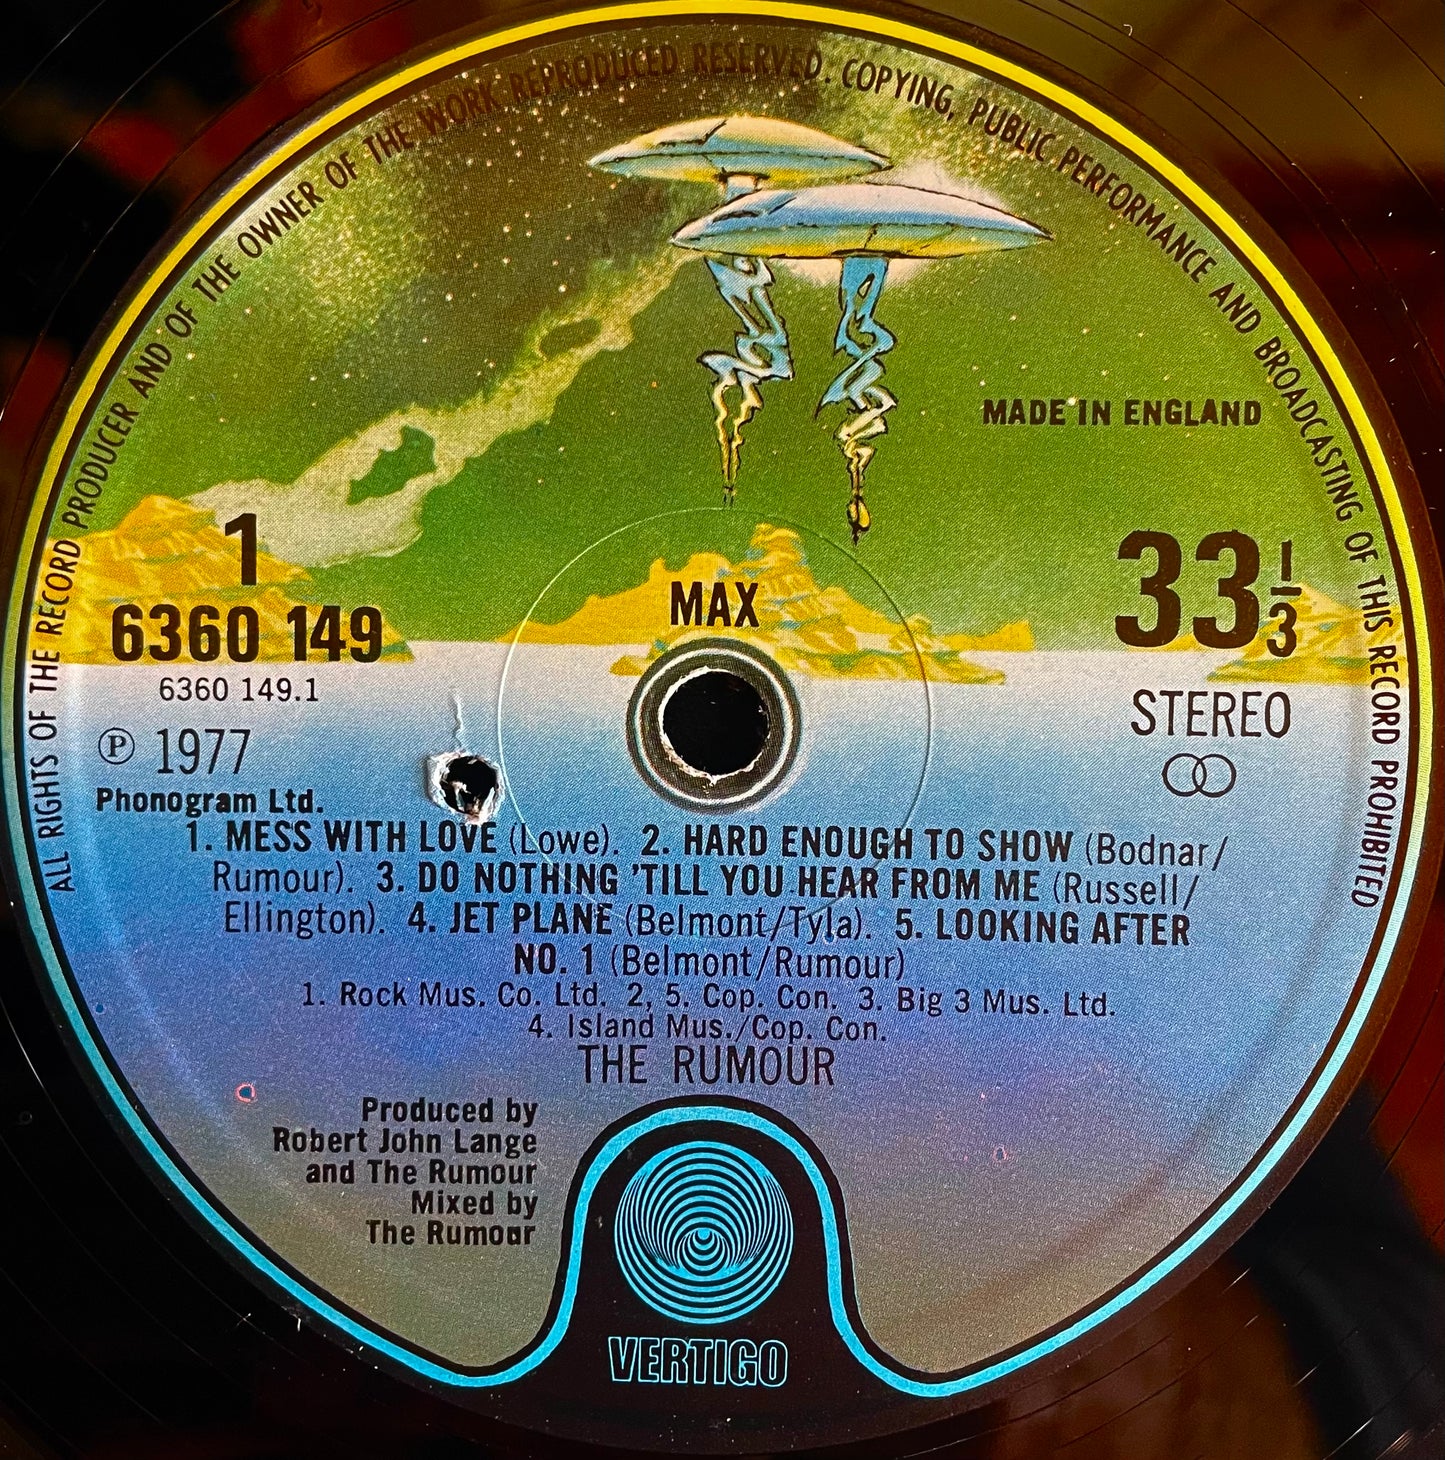 ALL RIGHTS OF THE RECORD PRODUCER AND OF THE OWNER OF THE WORK REPRODUCED RESERVED. COPYING, PUBLIC PERFORMANCE AND BROADCASTING OF THIS RECORD PROHIBITED
MADE IN ENGLAND
1
6360 149
6360 149.1
Ⓟ 1977
Phonogram Ltd.
MAX
33⅓
STEREO
1. MESS WITH LOVE (Lowe). 2. HARD ENOUGH TO SHOW (Bodnar/
Rumour). 3. DO NOTHING 'TILL YOU HEAR FROM ME (Russell/
Ellington). 4. JET PLANE (Belmont/Tyla). 5. LOOKING AFTER
NO. 1 (Belmont/Rumour)
1. Rock Mus. Co. Ltd. 2, 5. Cop. Con. 3. Big 3 Mus. Ltd.
4. Island Mus./Cop. Con.
THE RUMOUR
Produced by
Robert John Lange
and The Rumour
Mixed by
The Rumour
VERTIGO